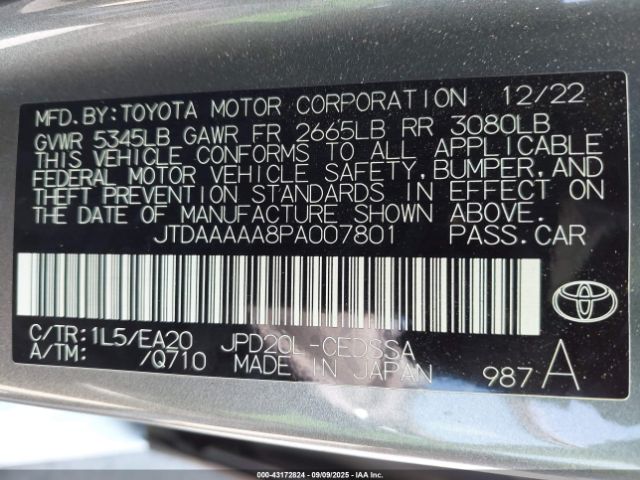 MFD.BY:TOYOTA MOTOR CORPORATION 12/22
GVWR 5345LB GAWR FR 2665LB RR 3080LB
THIS VEHICLE CONFORMS TO ALL APPLICABLE
FEDERAL MOTOR VEHICLE SAFETY, BUMPER, AND
THEFT PREVENTION STANDARDS IN EFFECT ON
THE DATE OF MANUFACTURE SHOWN ABOVE.
JTDAAAAA8PA007801 PASS.CAR
C/TR:1L5/EA20 JPD20L-CEDSSA
A/TM: /Q710 MADE IN JAPAN 987A
TOYOTA
000-43172824 | 09/09/2025 | IAA Inc.